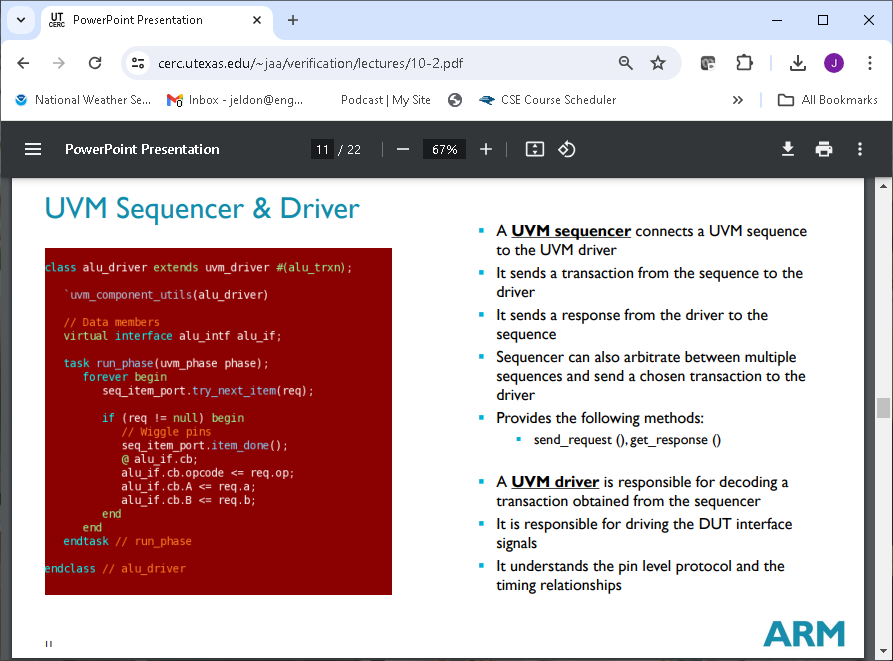 UT
CERC
PowerPoint Presentation
cerc.utexas.edu/~jaa/verification/lectures/10-2.pdf
J
National Weather Se...
Inbox - jeldon@eng...
Podcast | My Site
CSE Course Scheduler
All Bookmarks
PowerPoint Presentation
11 / 22
67%
UVM Sequencer & Driver
class alu_driver extends uvm_driver #(alu_trxn);
`uvm_component_utils(alu_driver)
// Data members
virtual interface alu_intf alu_if;
task run_phase(uvm_phase phase);
forever begin
seq_item_port.try_next_item(req);
if (req != null) begin
// Wiggle pins
seq_item_port.item_done();
@ alu_if.cb;
alu_if.cb.opcode <= req.op;
alu_if.cb.A <= req.a;
alu_if.cb.B <= req.b;
end
end
endtask // run_phase
endclass // alu_driver
A UVM sequencer connects a UVM sequence
to the UVM driver
It sends a transaction from the sequence to the
driver
It sends a response from the driver to the
sequence
Sequencer can also arbitrate between multiple
sequences and send a chosen transaction to the
driver
Provides the following methods:
send_request (), get_response ()
A UVM driver is responsible for decoding a
transaction obtained from the sequencer
It is responsible for driving the DUT interface
signals
It understands the pin level protocol and the
timing relationships
11
ARM